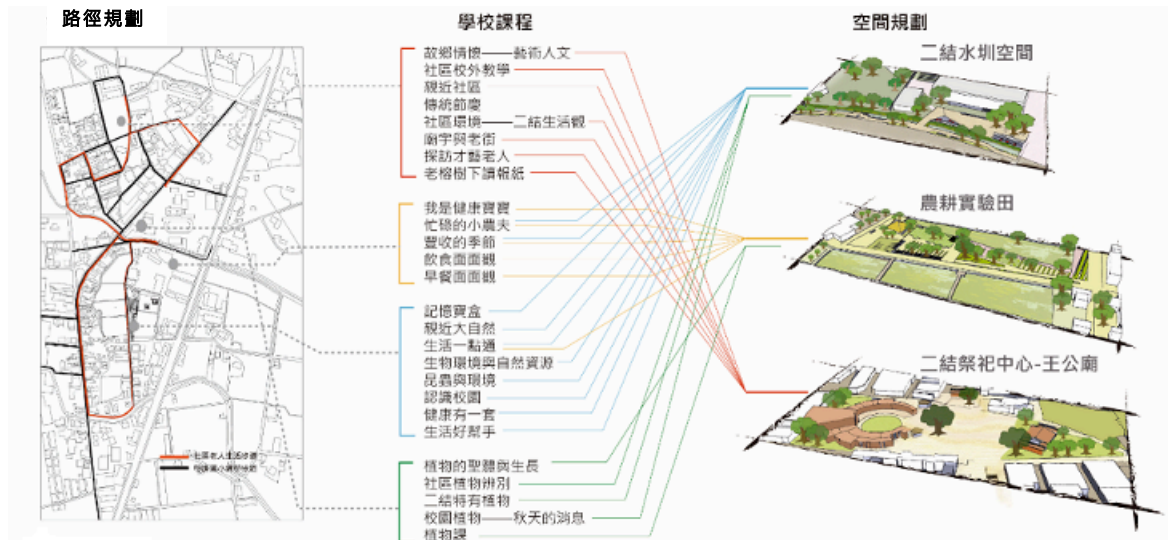 路徑規劃
學校課程
空間規劃
故鄉情懷——藝術人文
社區校外教學
親近社區
傳統節慶
社區環境——二結生活觀
廟宇與老街
探訪才藝老人
老榕樹下讀報紙
我是健康寶寶
忙碌的小農夫
豐收的季節
飲食面面觀
早餐面面觀
記憶寶盒
親近大自然
生活一點通
生物環境與自然資源
昆蟲與環境
認識校園
健康有一套
生活好幫手
植物的聖體與生長
社區植物辨別
二結特有植物
校園植物——秋天的消息
植物課
二結水圳空間
農耕實驗田
二結祭祀中心-王公廟
社區老人生活步道